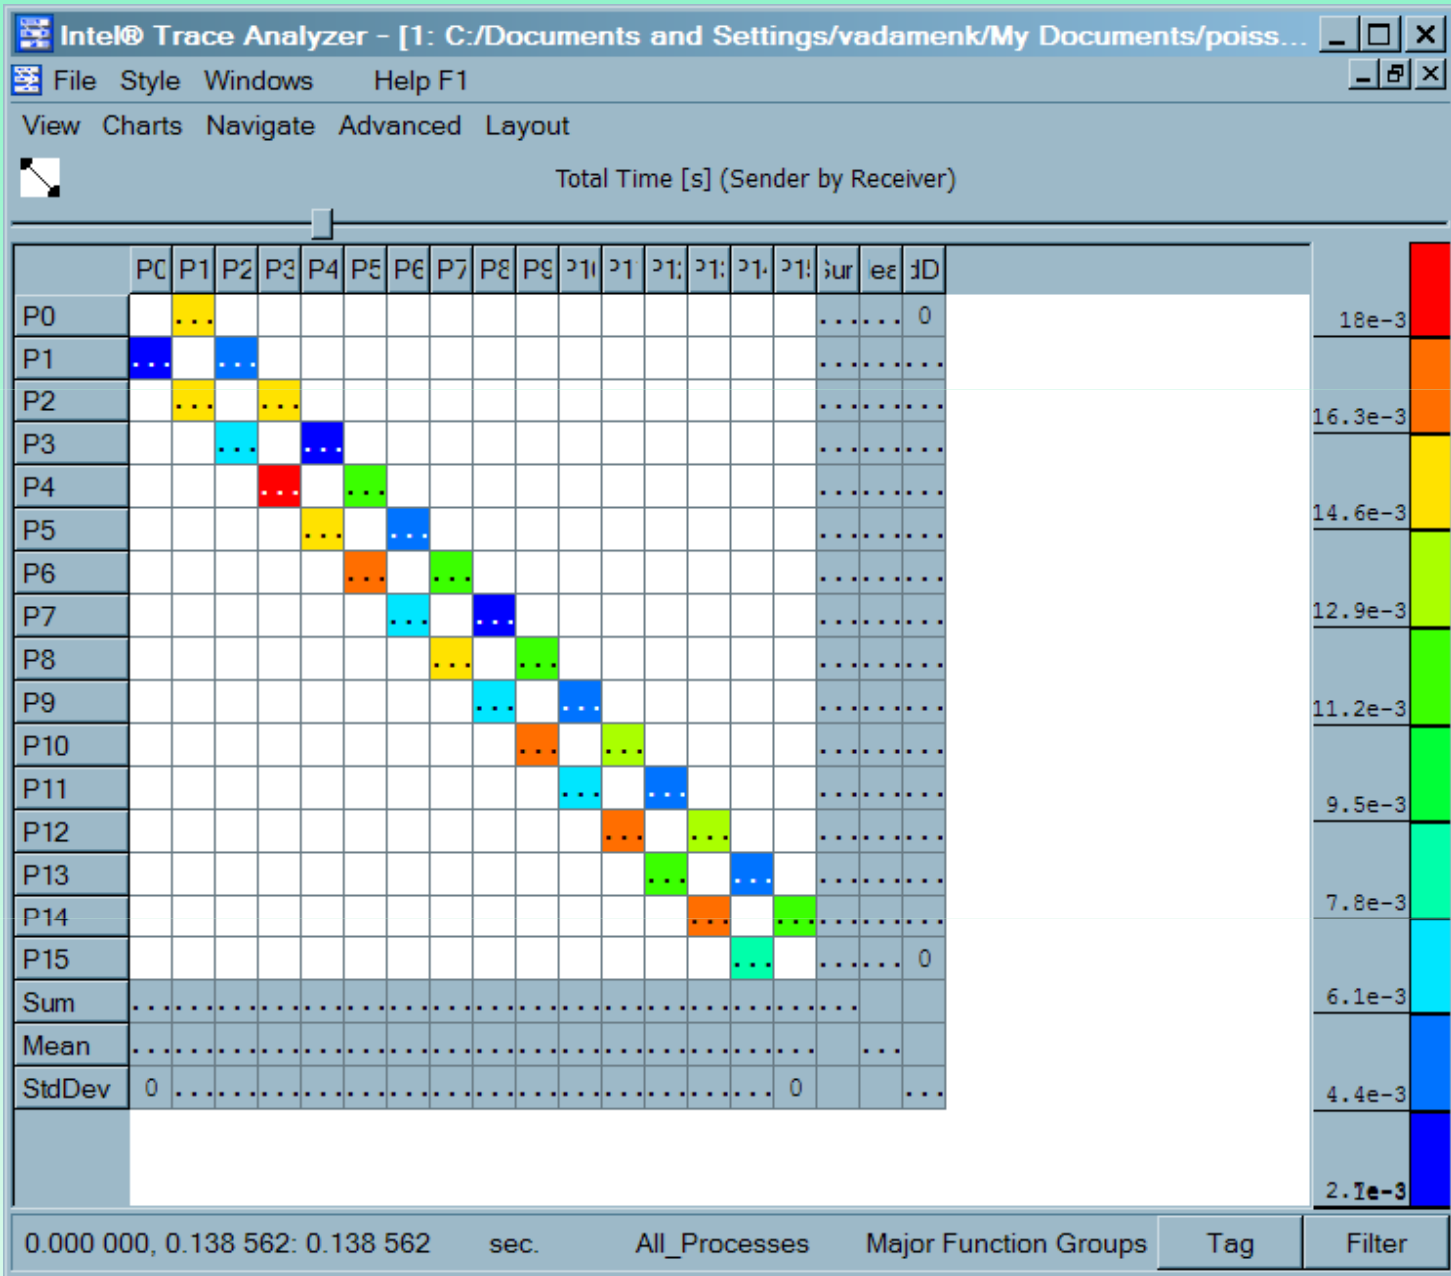 Intel® Trace Analyzer - [1: C:/Documents and Settings/vadamenk/My Documents/poiss...
File Style Windows Help F1
View Charts Navigate Advanced Layout
Total Time [s] (Sender by Receiver)
P1 P2 P4 P7
P0 ... ... ... 0
P1 ... ... ... ... ...
P2 ... ... ... ... ...
P3 ... ... ... ... ...
P4 ... ... ... ... ...
P5 ... ... ... ... ...
P6 ... ... ... ... ...
P7 ... ... ... ... ...
P8 ... ... ... ... ...
P9 ... ... ... ... ...
P10 ... ... ... ... ...
P11 ... ... ... ... ...
P12 ... ... ... ... ...
P13 ... ... ... ... ...
P14 ... ... ... ... ...
P15 ... ... ... 0
Sum ... ... ... ... ... ... ... ... ... ... ... ... ... ... ... ... ...
Mean ... ... ... ... ... ... ... ... ... ... ... ... ... ... ... ... ...
StdDev 0 ... ... ... ... ... ... ... ... ... ... ... ... ... ... 0 ...
18e-3
16.3e-3
14.6e-3
12.9e-3
11.2e-3
9.5e-3
7.8e-3
6.1e-3
4.4e-3
0.000 000, 0.138 562: 0.138 562 sec. All_Processes Major Function Groups Tag Filter